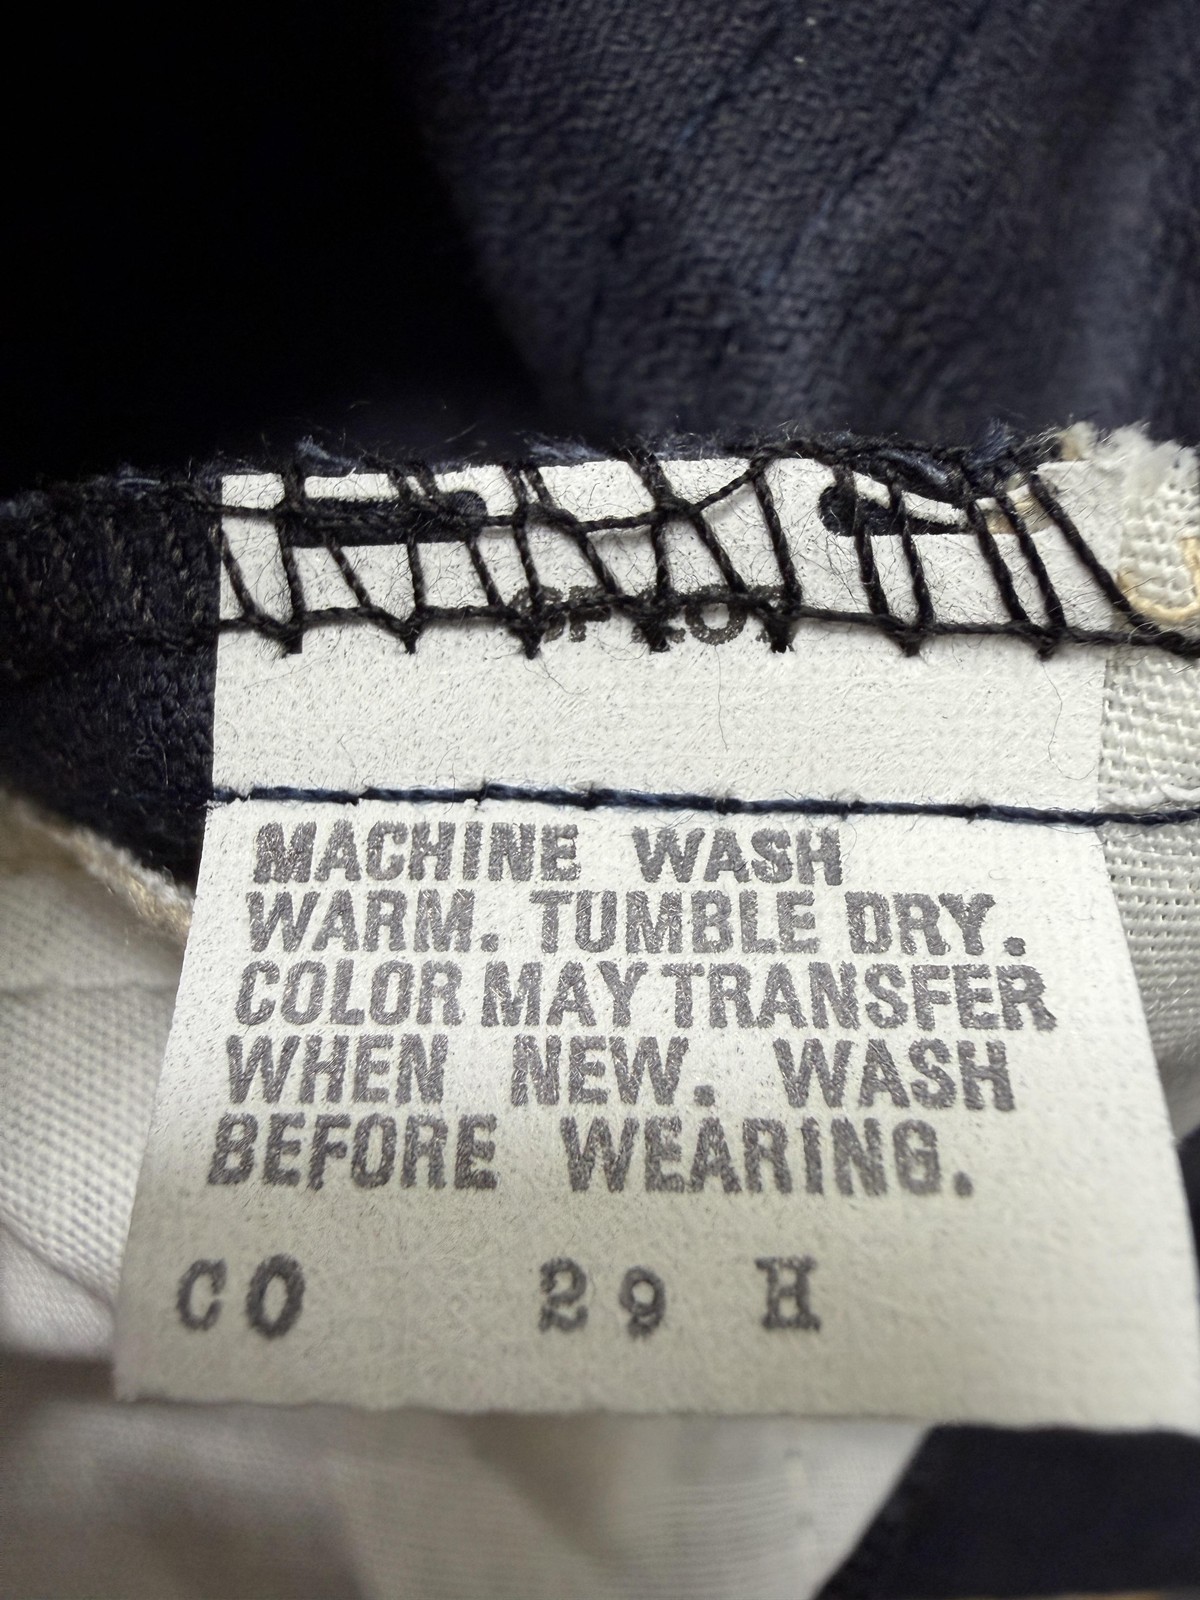 MACHINE WASH
WARM. TUMBLE DRY.
COLOR MAY TRANSFER
WHEN NEW. WASH
BEFORE WEARING.
CO 29 H